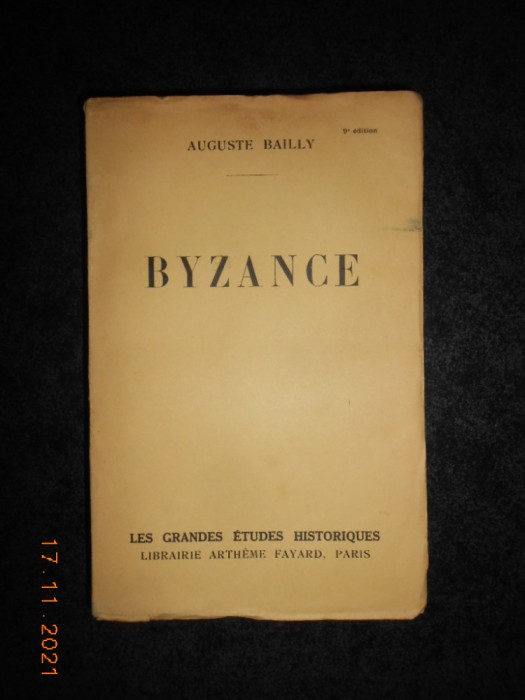 9e édition
AUGUSTE BAILLY
BYZANCE
LES GRANDES ÉTUDES HISTORIQUES
LIBRAIRIE ARTHÈME FAYARD, PARIS
17.11.2021